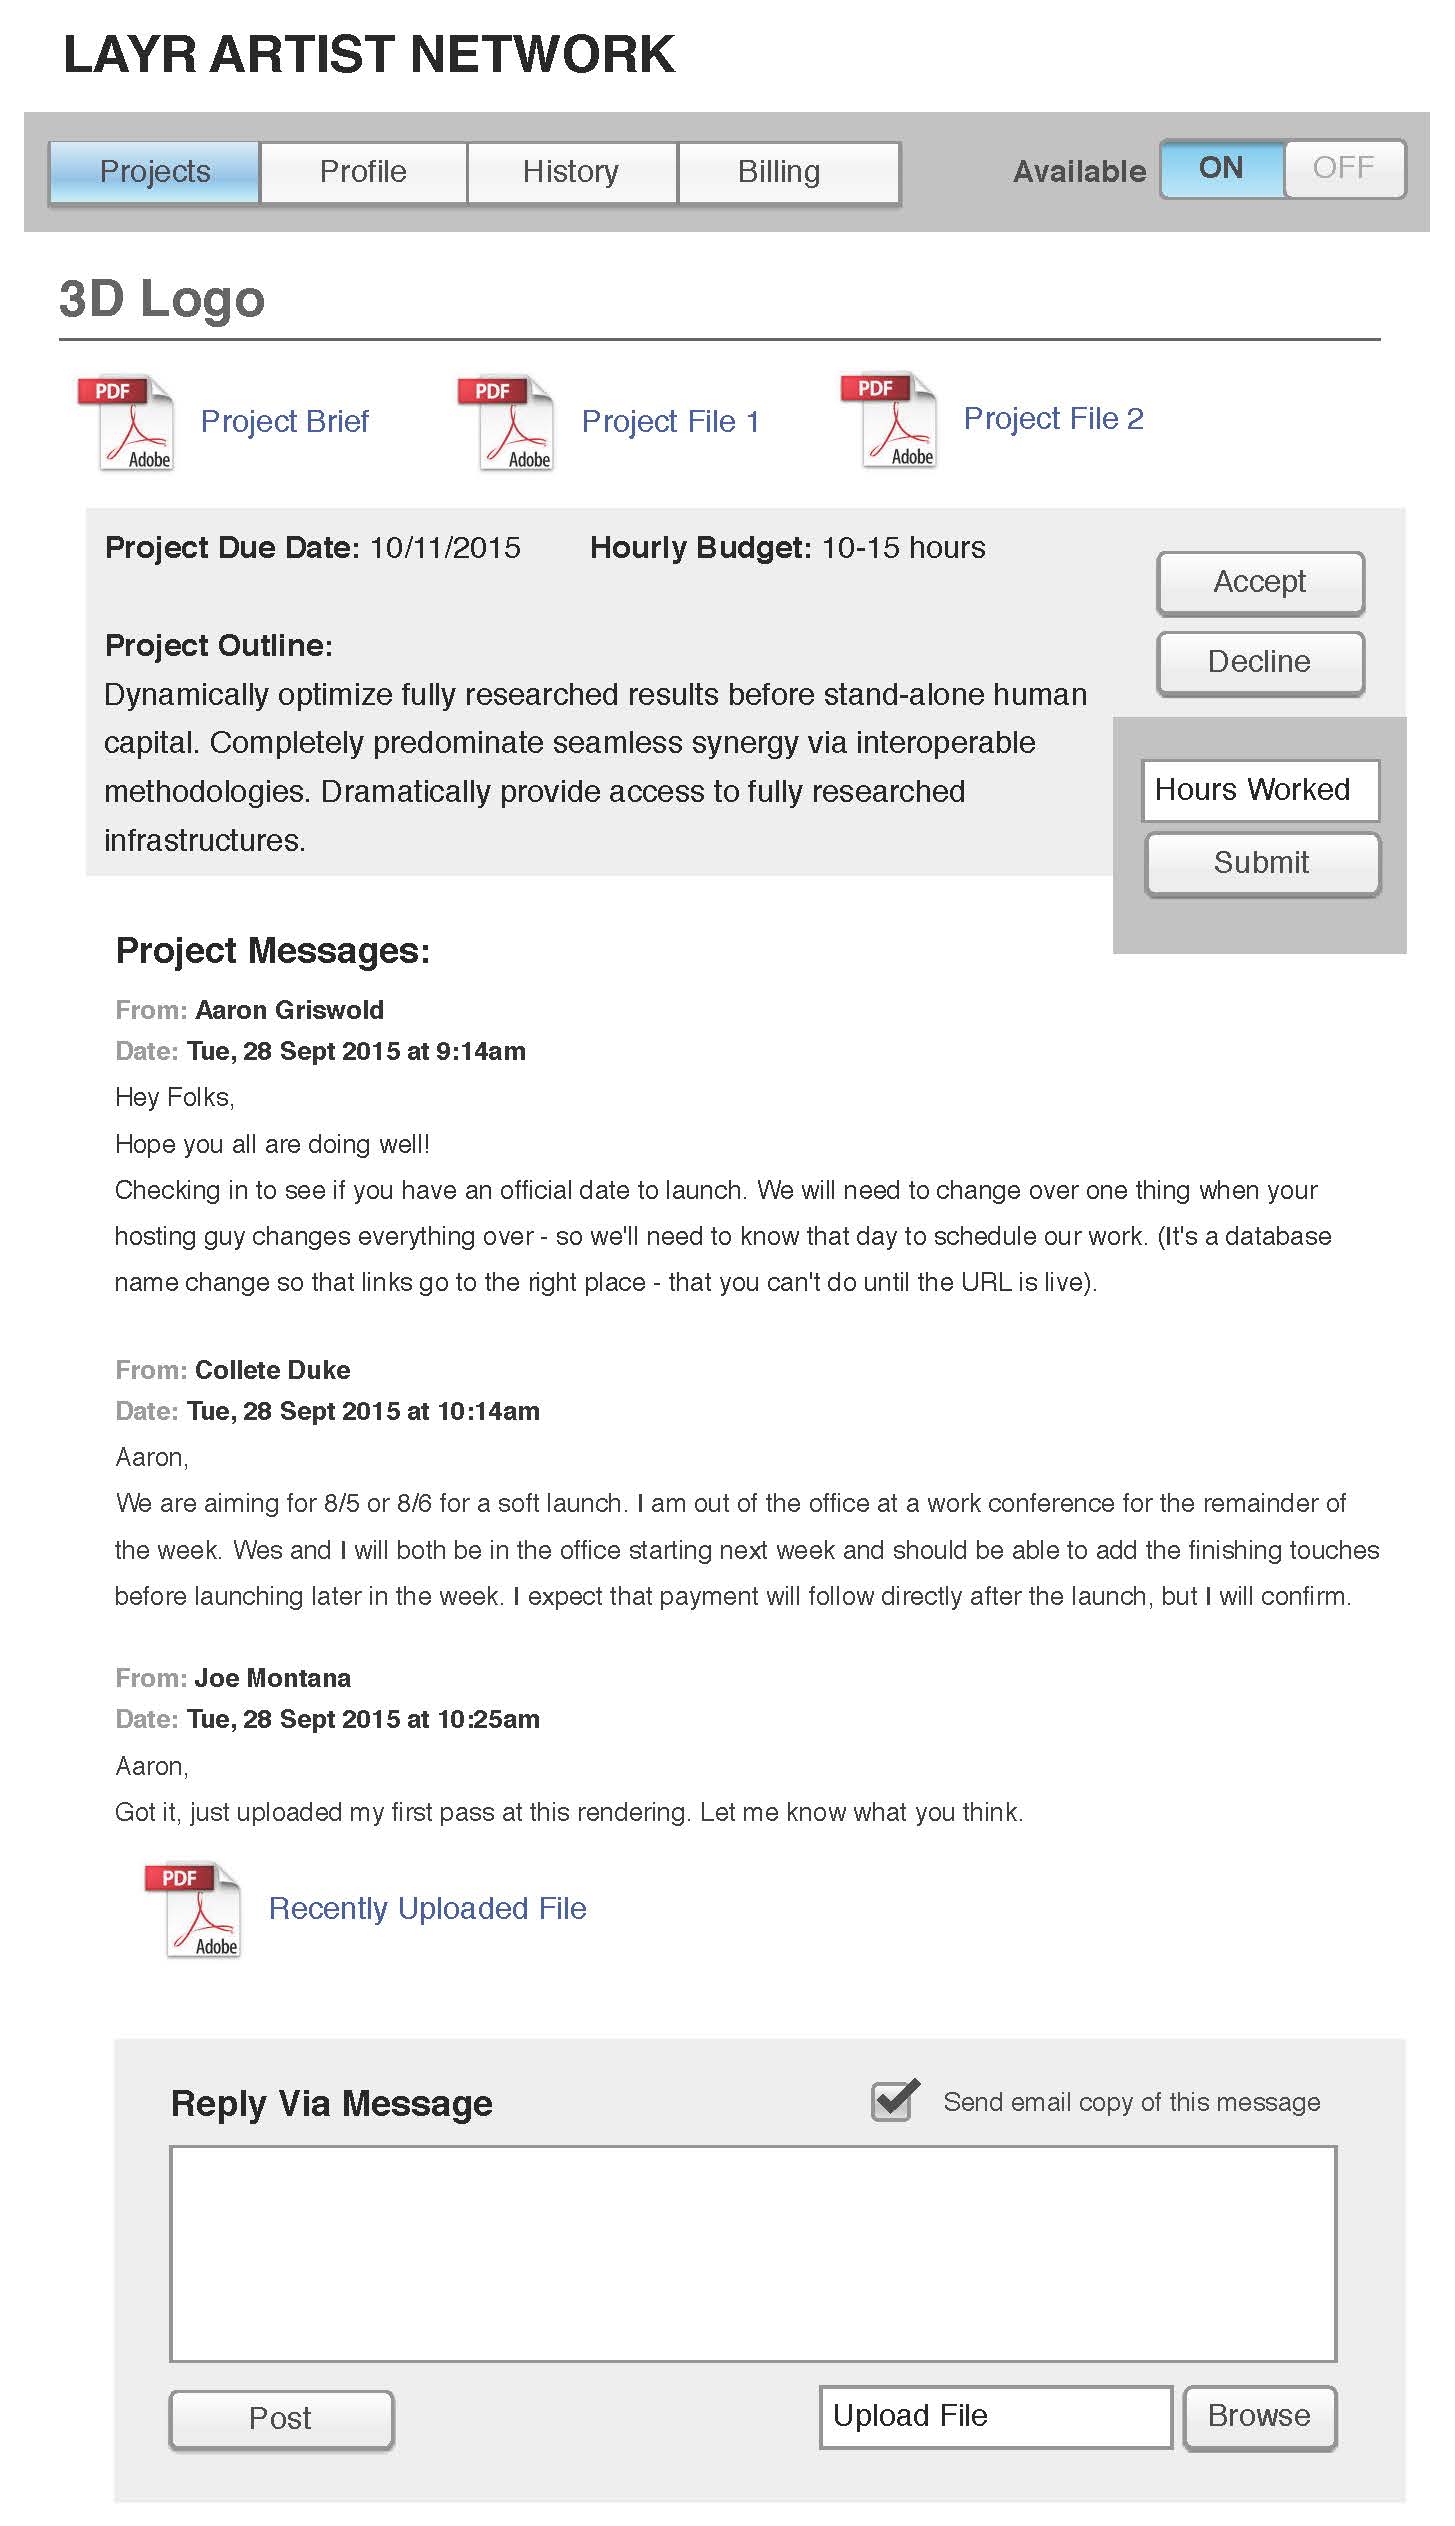 LAYR ARTIST NETWORK
Projects Profile History Billing Available ON OFF
3D Logo
PDF Adobe Project Brief PDF Adobe Project File 1 PDF Adobe Project File 2
Project Due Date: 10/11/2015 Hourly Budget: 10-15 hours
Accept
Decline
Project Outline:
Dynamically optimize fully researched results before stand-alone human
capital. Completely predominate seamless synergy via interoperable
methodologies. Dramatically provide access to fully researched
infrastructures.
Hours Worked
Submit
Project Messages:
From: Aaron Griswold
Date: Tue, 28 Sept 2015 at 9:14am
Hey Folks,
Hope you all are doing well!
Checking in to see if you have an official date to launch. We will need to change over one thing when your
hosting guy changes everything over - so we'll need to know that day to schedule our work. (It's a database
name change so that links go to the right place - that you can't do until the URL is live).
From: Collete Duke
Date: Tue, 28 Sept 2015 at 10:14am
Aaron,
We are aiming for 8/5 or 8/6 for a soft launch. I am out of the office at a work conference for the remainder of
the week. Wes and I will both be in the office starting next week and should be able to add the finishing touches
before launching later in the week. I expect that payment will follow directly after the launch, but I will confirm.
From: Joe Montana
Date: Tue, 28 Sept 2015 at 10:25am
Aaron,
Got it, just uploaded my first pass at this rendering. Let me know what you think.
PDF Adobe Recently Uploaded File
Reply Via Message Send email copy of this message
Post Upload File Browse